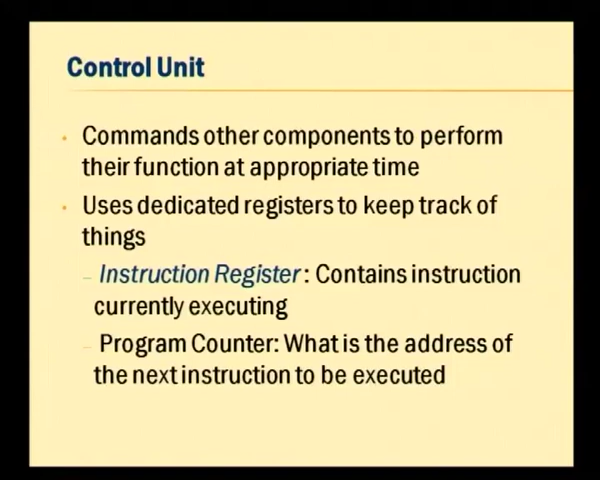 Control Unit
• Commands other components to perform
their function at appropriate time
• Uses dedicated registers to keep track of
things
– Instruction Register: Contains instruction
currently executing
– Program Counter: What is the address of
the next instruction to be executed